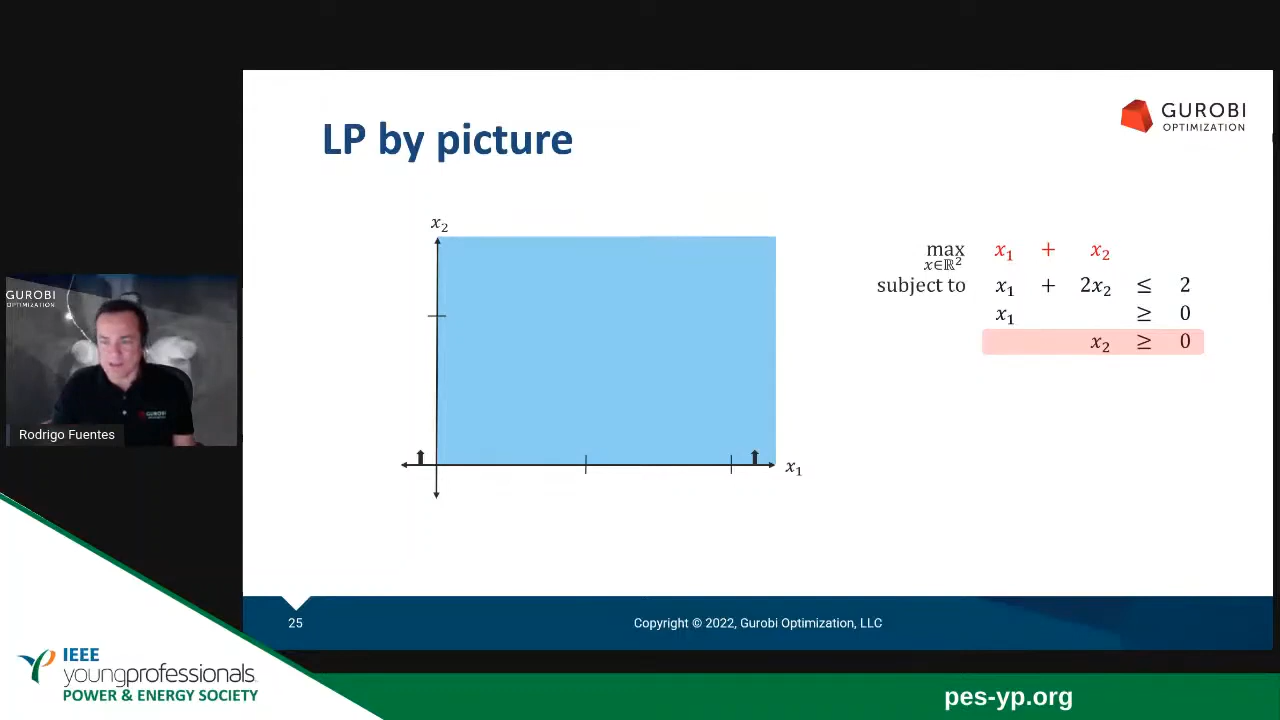 GUROBI
OPTIMIZATION
LP by picture
x₂
x₁
max x₁ + x₂
x∈ℝ²
subject to x₁ + 2x₂ ≤ 2
x₁ ≥ 0
x₂ ≥ 0
GUROBI
OPTIMIZATION
GUROBI
Rodrigo Fuentes
25
Copyright © 2022, Gurobi Optimization, LLC
IEEE
youngprofessionals
POWER & ENERGY SOCIETY
pes-yp.org